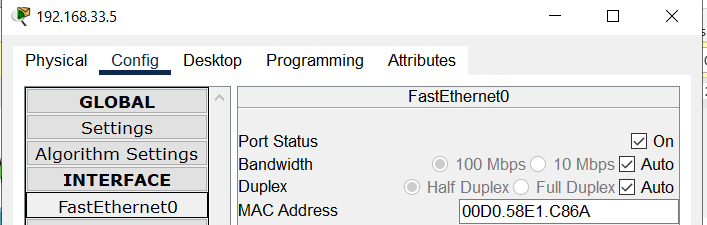 192.168.33.5
Physical Config Desktop Programming Attributes
GLOBAL
Settings
Algorithm Settings
INTERFACE
FastEthernet0
FastEthernet0
Port Status On
Bandwidth 100 Mbps 10 Mbps Auto
Duplex Half Duplex Full Duplex Auto
MAC Address 00D0.58E1.C86A